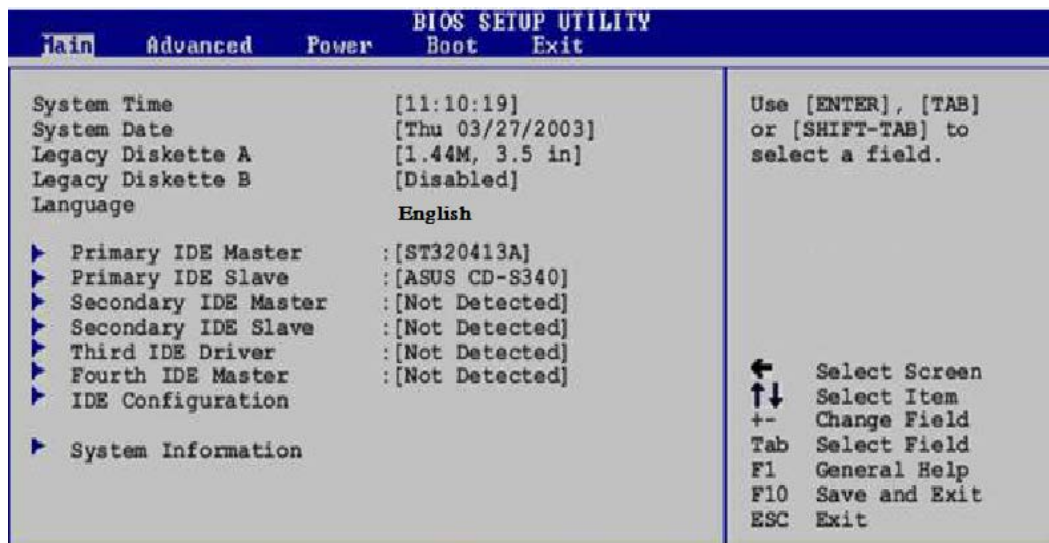 BIOS SETUP UTILITY
Main Advanced Power Boot Exit
System Time [11:10:19]
System Date [Thu 03/27/2003]
Legacy Diskette A [1.44M, 3.5 in]
Legacy Diskette B [Disabled]
Language English
Primary IDE Master :[ST320413A]
Primary IDE Slave :[ASUS CD-S340]
Secondary IDE Master :[Not Detected]
Secondary IDE Slave :[Not Detected]
Third IDE Driver :[Not Detected]
Fourth IDE Master :[Not Detected]
IDE Configuration
System Information
Use [ENTER], [TAB]
or [SHIFT-TAB] to
select a field.
← Select Screen
↑↓ Select Item
+- Change Field
Tab Select Field
F1 General Help
F10 Save and Exit
ESC Exit